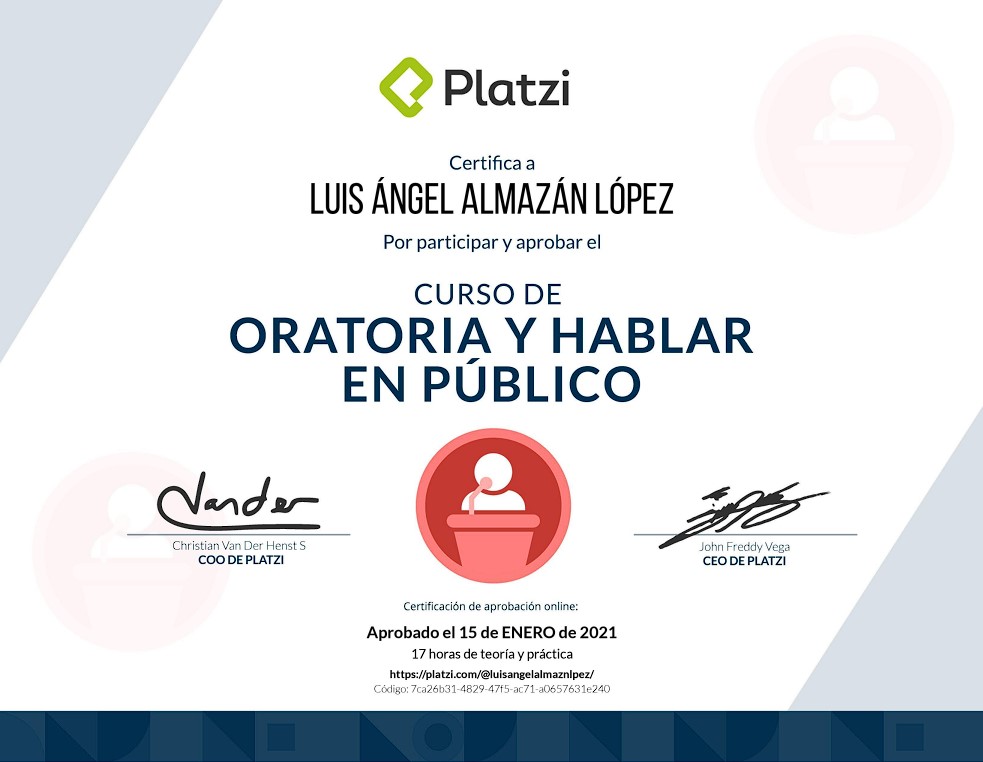 Platzi
Certifica a
LUIS ÁNGEL ALMAZÁN LÓPEZ
Por participar y aprobar el
CURSO DE
ORATORIA Y HABLAR
EN PÚBLICO
Vander
Christian Van Der Henst S
COO DE PLATZI
John Freddy Vega
CEO DE PLATZI
Certificación de aprobación online:
Aprobado el 15 de ENERO de 2021
17 horas de teoría y práctica
https://platzi.com/@luisangelalmaznlpez/
Código: 7ca26b31-4829-47f5-ac71-a0657631e240